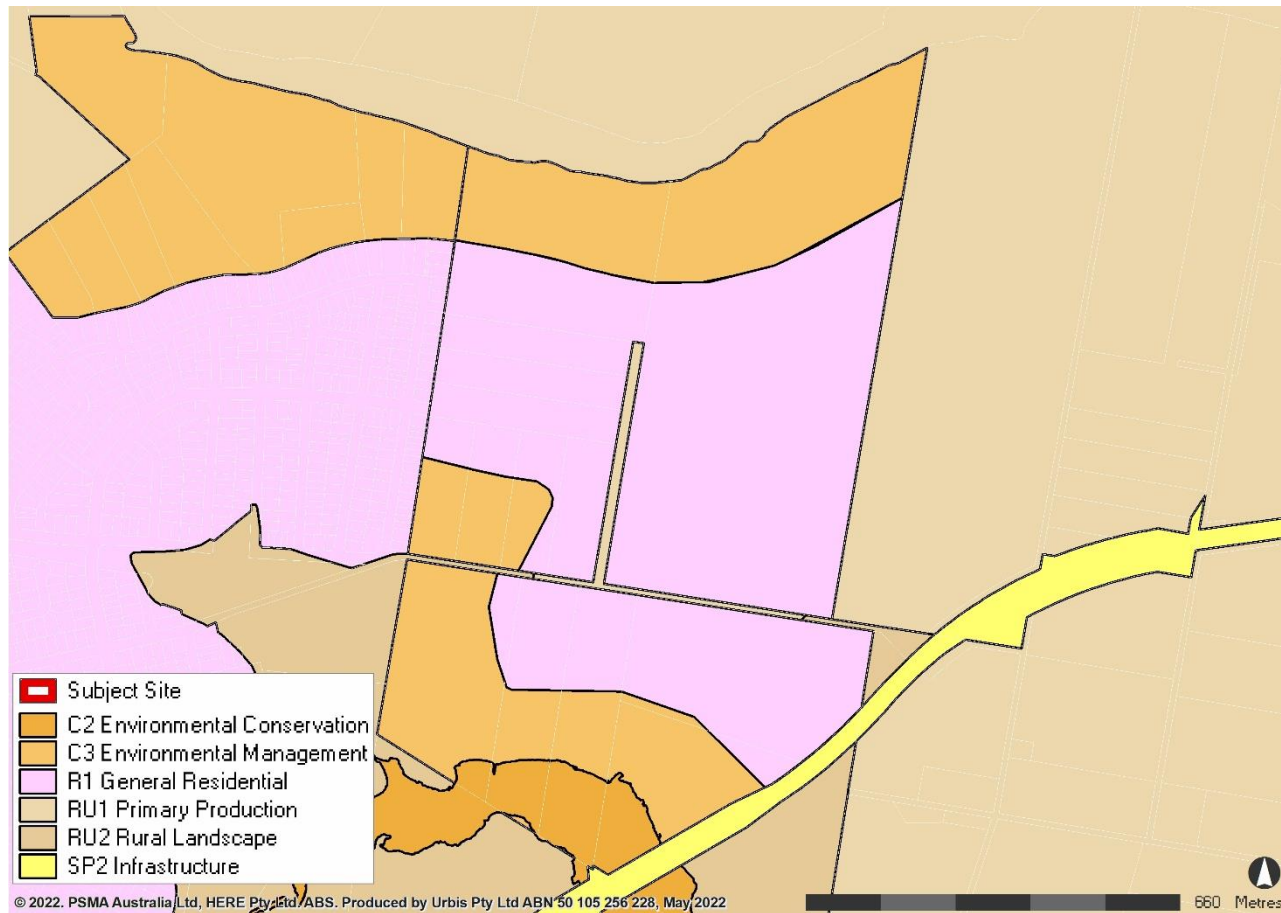 Subject Site
C2 Environmental Conservation
C3 Environmental Management
R1 General Residential
RU1 Primary Production
RU2 Rural Landscape
SP2 Infrastructure
© 2022. PSMA Australia Ltd, HERE Pty Ltd. ABS. Produced by Urbis Pty Ltd ABN 50 105 256 228, May 2022
660 Metres